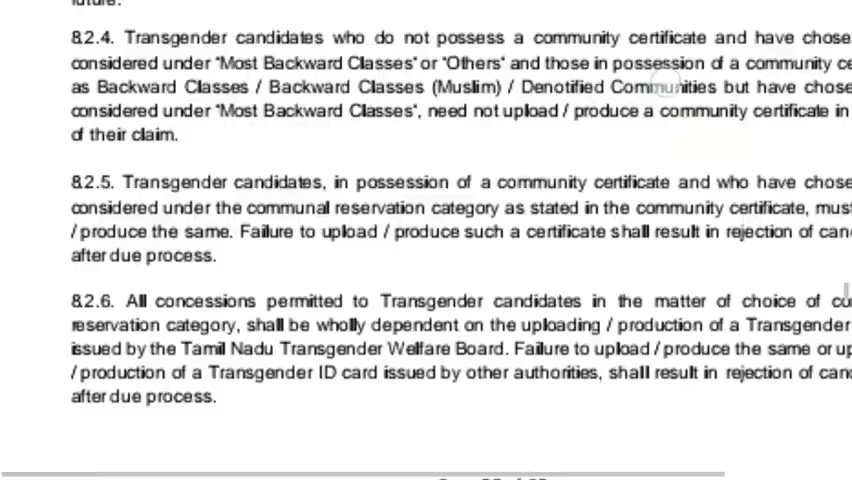 future.
8.2.4. Transgender candidates who do not possess a community certificate and have chose
considered under "Most Backward Classes" or "Others" and those in possession of a community ce
as Backward Classes / Backward Classes (Muslim) / Denotified Communities but have chose
considered under "Most Backward Classes", need not upload / produce a community certificate in
of their claim.
8.2.5. Transgender candidates, in possession of a community certificate and who have chose
considered under the communal reservation category as stated in the community certificate, must
/ produce the same. Failure to upload / produce such a certificate shall result in rejection of can
after due process.
8.2.6. All concessions permitted to Transgender candidates in the matter of choice of co
reservation category, shall be wholly dependent on the uploading / production of a Transgender
issued by the Tamil Nadu Transgender Welfare Board. Failure to upload / produce the same or up
/ production of a Transgender ID card issued by other authorities, shall result in rejection of can
after due process.